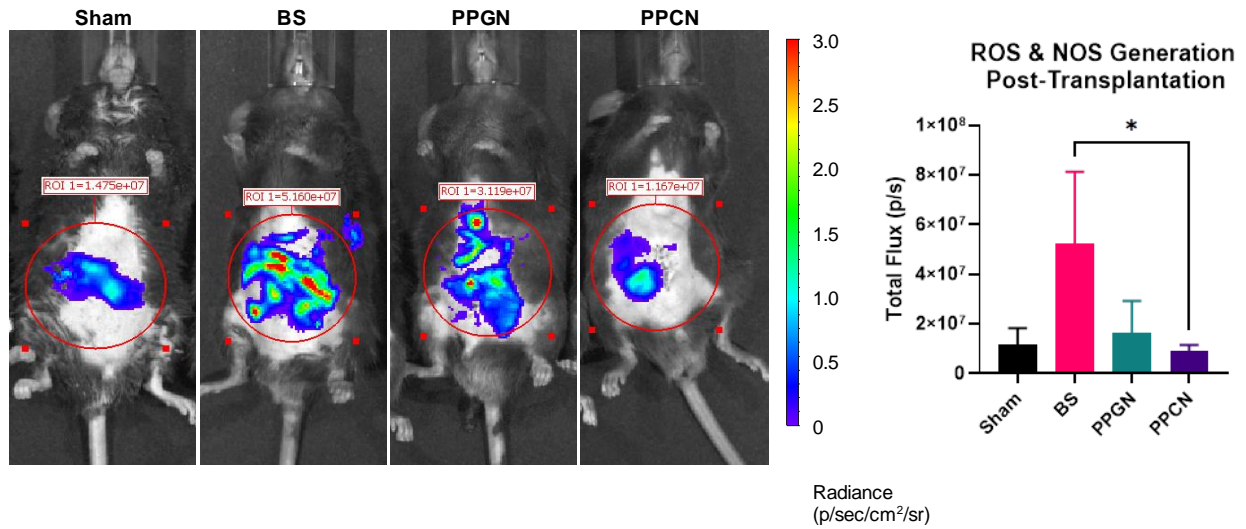 Sham
BS
PPGN
PPCN
ROI 1=1.475e+07
ROI 1=5.160e+07
ROI 1=3.119e+07
ROI 1=1.167e+07
3.0
2.5
2.0
1.5
1.0
0.5
0
Radiance
(p/sec/cm²/sr)
ROS & NOS Generation
Post-Transplantation
Total Flux (p/s)
1×10⁸
8×10⁷
6×10⁷
4×10⁷
2×10⁷
0
*
Sham
BS
PPGN
PPCN